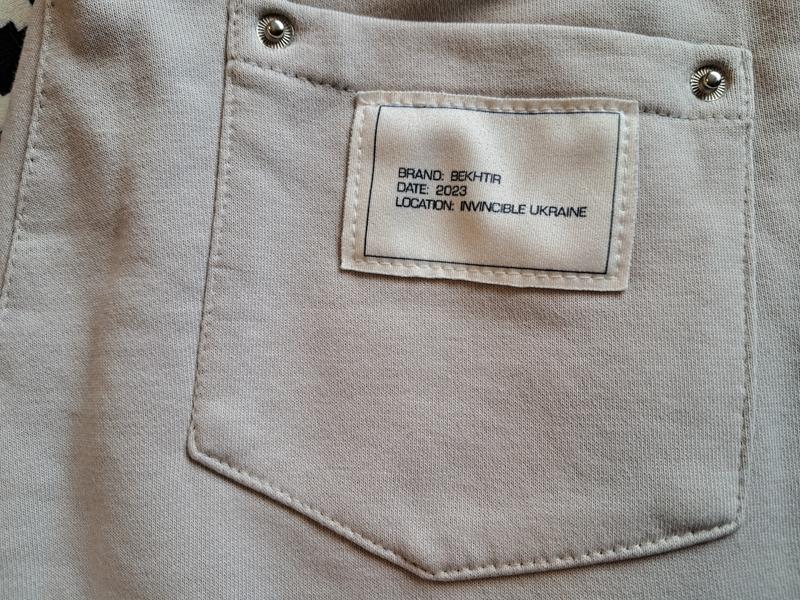 BRAND: BEKHTIR
DATE: 2023
LOCATION: INVINCIBLE UKRAINE